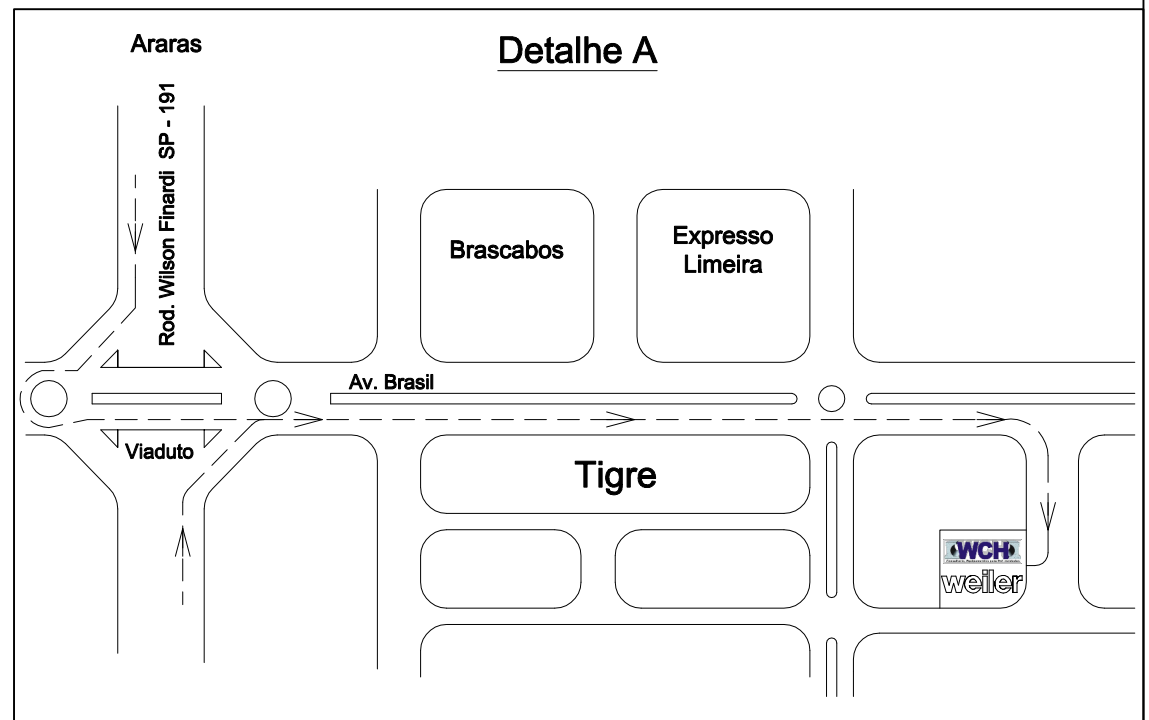 Araras
Detalhe A
Rod. Wilson Finardi SP - 191
Brascabos
Expresso
Limeira
Av. Brasil
Viaduto
Tigre
WCH
weiler